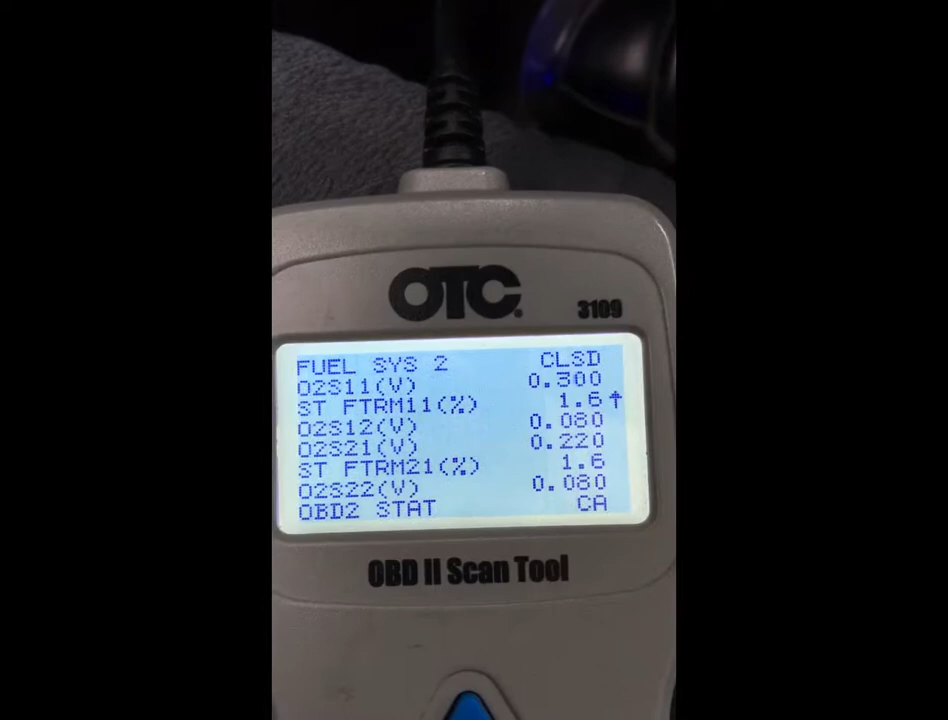 OTC
3109
FUEL SYS 2 CLSD
O2S11(V) 0.300
ST FTRM11(%) 1.6↑
O2S12(V) 0.080
O2S21(V) 0.220
ST FTRM21(%) 1.6
O2S22(V) 0.080
OBD2 STAT CA
OBD II Scan Tool